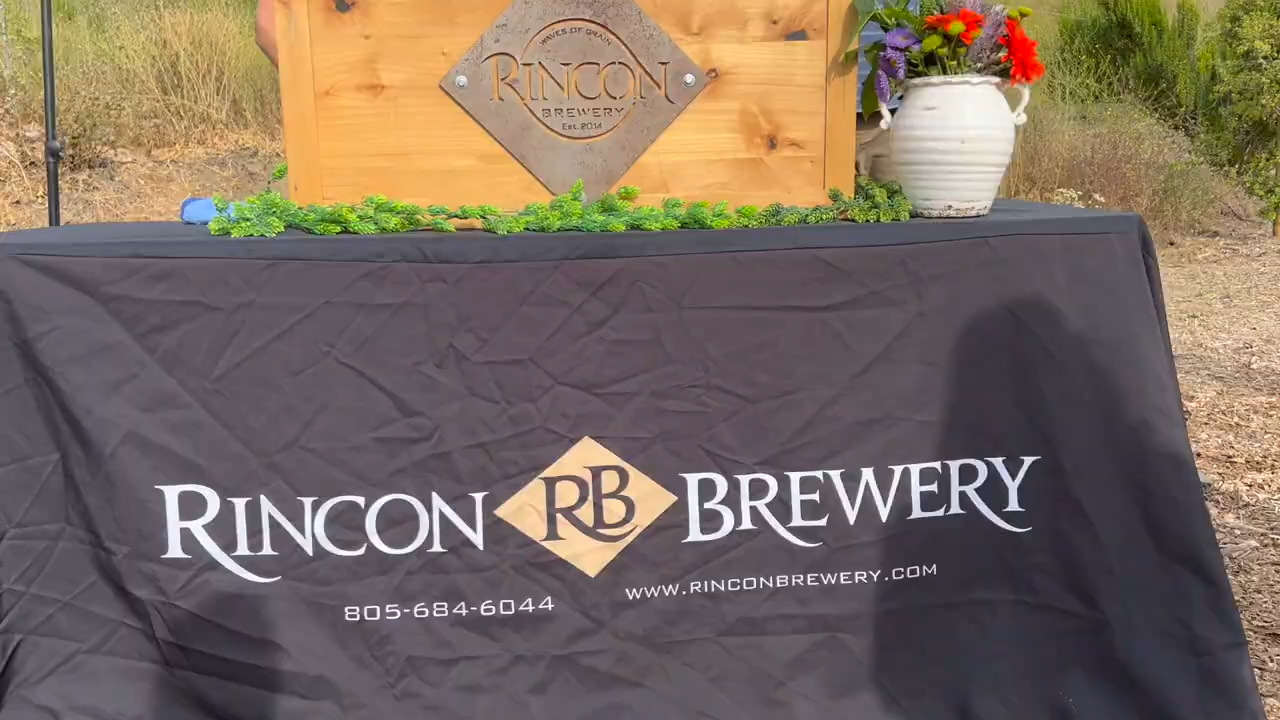 WAVES OF GRAIN
RINCON
BREWERY
Est. 2014
RINCON RB BREWERY
805-684-6044
WWW.RINCONBREWERY.COM